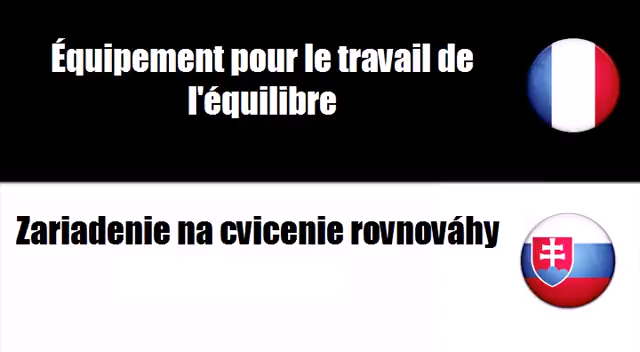 Équipement pour le travail de
l'équilibre
Zariadenie na cvicenie rovnováhy